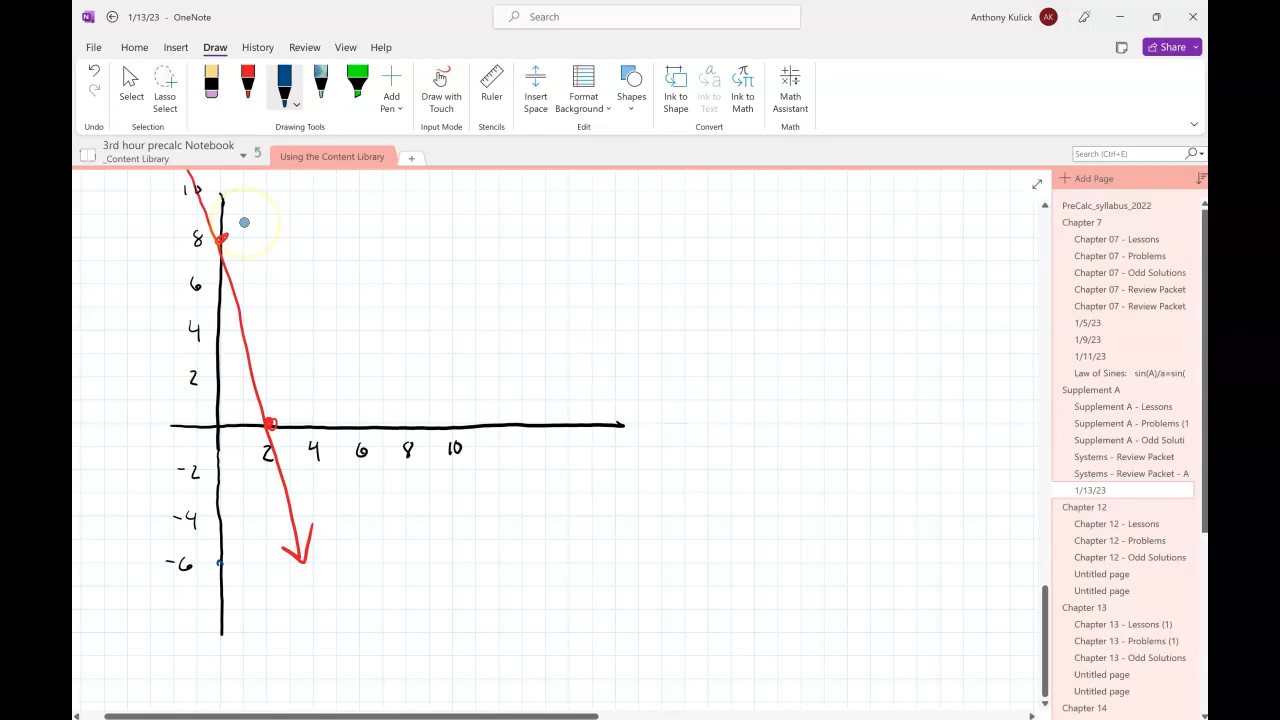 1/13/23 - OneNote
Search
Anthony Kulick
AK
File Home Insert Draw History Review View Help
Share
Undo
Select
Lasso Select
Add Pen
Draw with Touch
Ruler
Insert Space
Format Background
Shapes
Ink to Shape
Ink to Text
Ink to Math
Math Assistant
Undo Selection Drawing Tools Input Mode Stencils Edit Convert Math
3rd hour precalc Notebook
_Content Library
Using the Content Library
Search (Ctrl+E)
Add Page
PreCalc_syllabus_2022
Chapter 7
Chapter 07 - Lessons
Chapter 07 - Problems
Chapter 07 - Odd Solutions
Chapter 07 - Review Packet
Chapter 07 - Review Packet
1/5/23
1/9/23
1/11/23
Law of Sines: sin(A)/a=sin(
Supplement A
Supplement A - Lessons
Supplement A - Problems (1
Supplement A - Odd Soluti
Systems - Review Packet
Systems - Review Packet - A
1/13/23
Chapter 12
Chapter 12 - Lessons
Chapter 12 - Problems
Chapter 12 - Odd Solutions
Untitled page
Untitled page
Chapter 13
Chapter 13 - Lessons (1)
Chapter 13 - Problems (1)
Chapter 13 - Odd Solutions
Untitled page
Untitled page
Chapter 14
10
8
6
4
2
2 4 6 8 10
-2
-4
-6